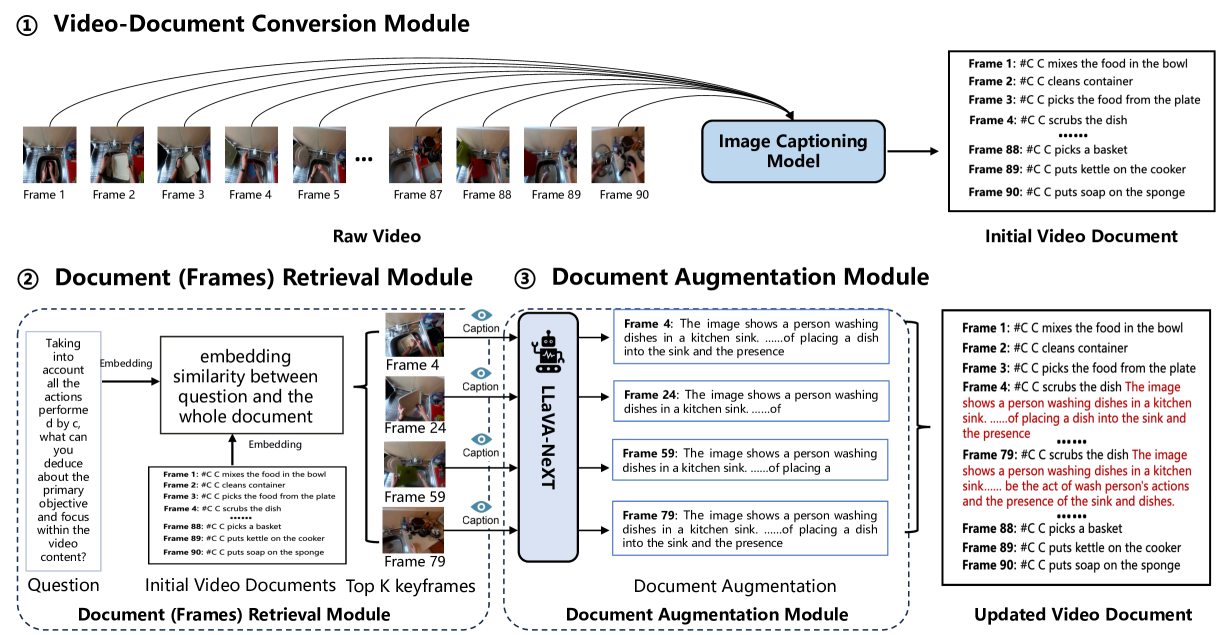 ① Video-Document Conversion Module
Frame 1
Frame 2
Frame 3
Frame 4
Frame 5
...
Frame 87
Frame 88
Frame 89
Frame 90
Raw Video
Image Captioning
Model
Frame 1: #C C mixes the food in the bowl
Frame 2: #C C cleans container
Frame 3: #C C picks the food from the plate
Frame 4: #C C scrubs the dish
......
Frame 88: #C C picks a basket
Frame 89: #C C puts kettle on the cooker
Frame 90: #C C puts soap on the sponge
Initial Video Document
② Document (Frames) Retrieval Module
Taking
into
account
all the
actions
performe
d by c,
what can
you
deduce
about the
primary
objective
and focus
within the
video
content?
Question
Embedding
embedding
similarity between
question and the
whole document
Embedding
Frame 1: #C C mixes the food in the bowl
Frame 2: #C C cleans container
Frame 3: #C C picks the food from the plate
Frame 4: #C C scrubs the dish
......
Frame 88: #C C picks a basket
Frame 89: #C C puts kettle on the cooker
Frame 90: #C C puts soap on the sponge
Initial Video Documents
Frame 4
Frame 24
Frame 59
Frame 79
Top K keyframes
Document (Frames) Retrieval Module
③ Document Augmentation Module
Caption
Caption
Caption
Caption
LLaVA-NeXT
Frame 4: The image shows a person washing
dishes in a kitchen sink. ......of placing a dish
into the sink and the presence
Frame 24: The image shows a person washing
dishes in a kitchen sink. ......of
Frame 59: The image shows a person washing
dishes in a kitchen sink. ......of placing a
Frame 79: The image shows a person washing
dishes in a kitchen sink. ......of placing a dish
into the sink and the presence
Document Augmentation
Document Augmentation Module
Frame 1: #C C mixes the food in the bowl
Frame 2: #C C cleans container
Frame 3: #C C picks the food from the plate
Frame 4: #C C scrubs the dish The image
shows a person washing dishes in a kitchen
sink. ......of placing a dish into the sink and
the presence
......
Frame 79: #C C scrubs the dish The image
shows a person washing dishes in a kitchen
sink...... be the act of wash person's actions
and the presence of the sink and dishes.
......
Frame 88: #C C picks a basket
Frame 89: #C C puts kettle on the cooker
Frame 90: #C C puts soap on the sponge
Updated Video Document